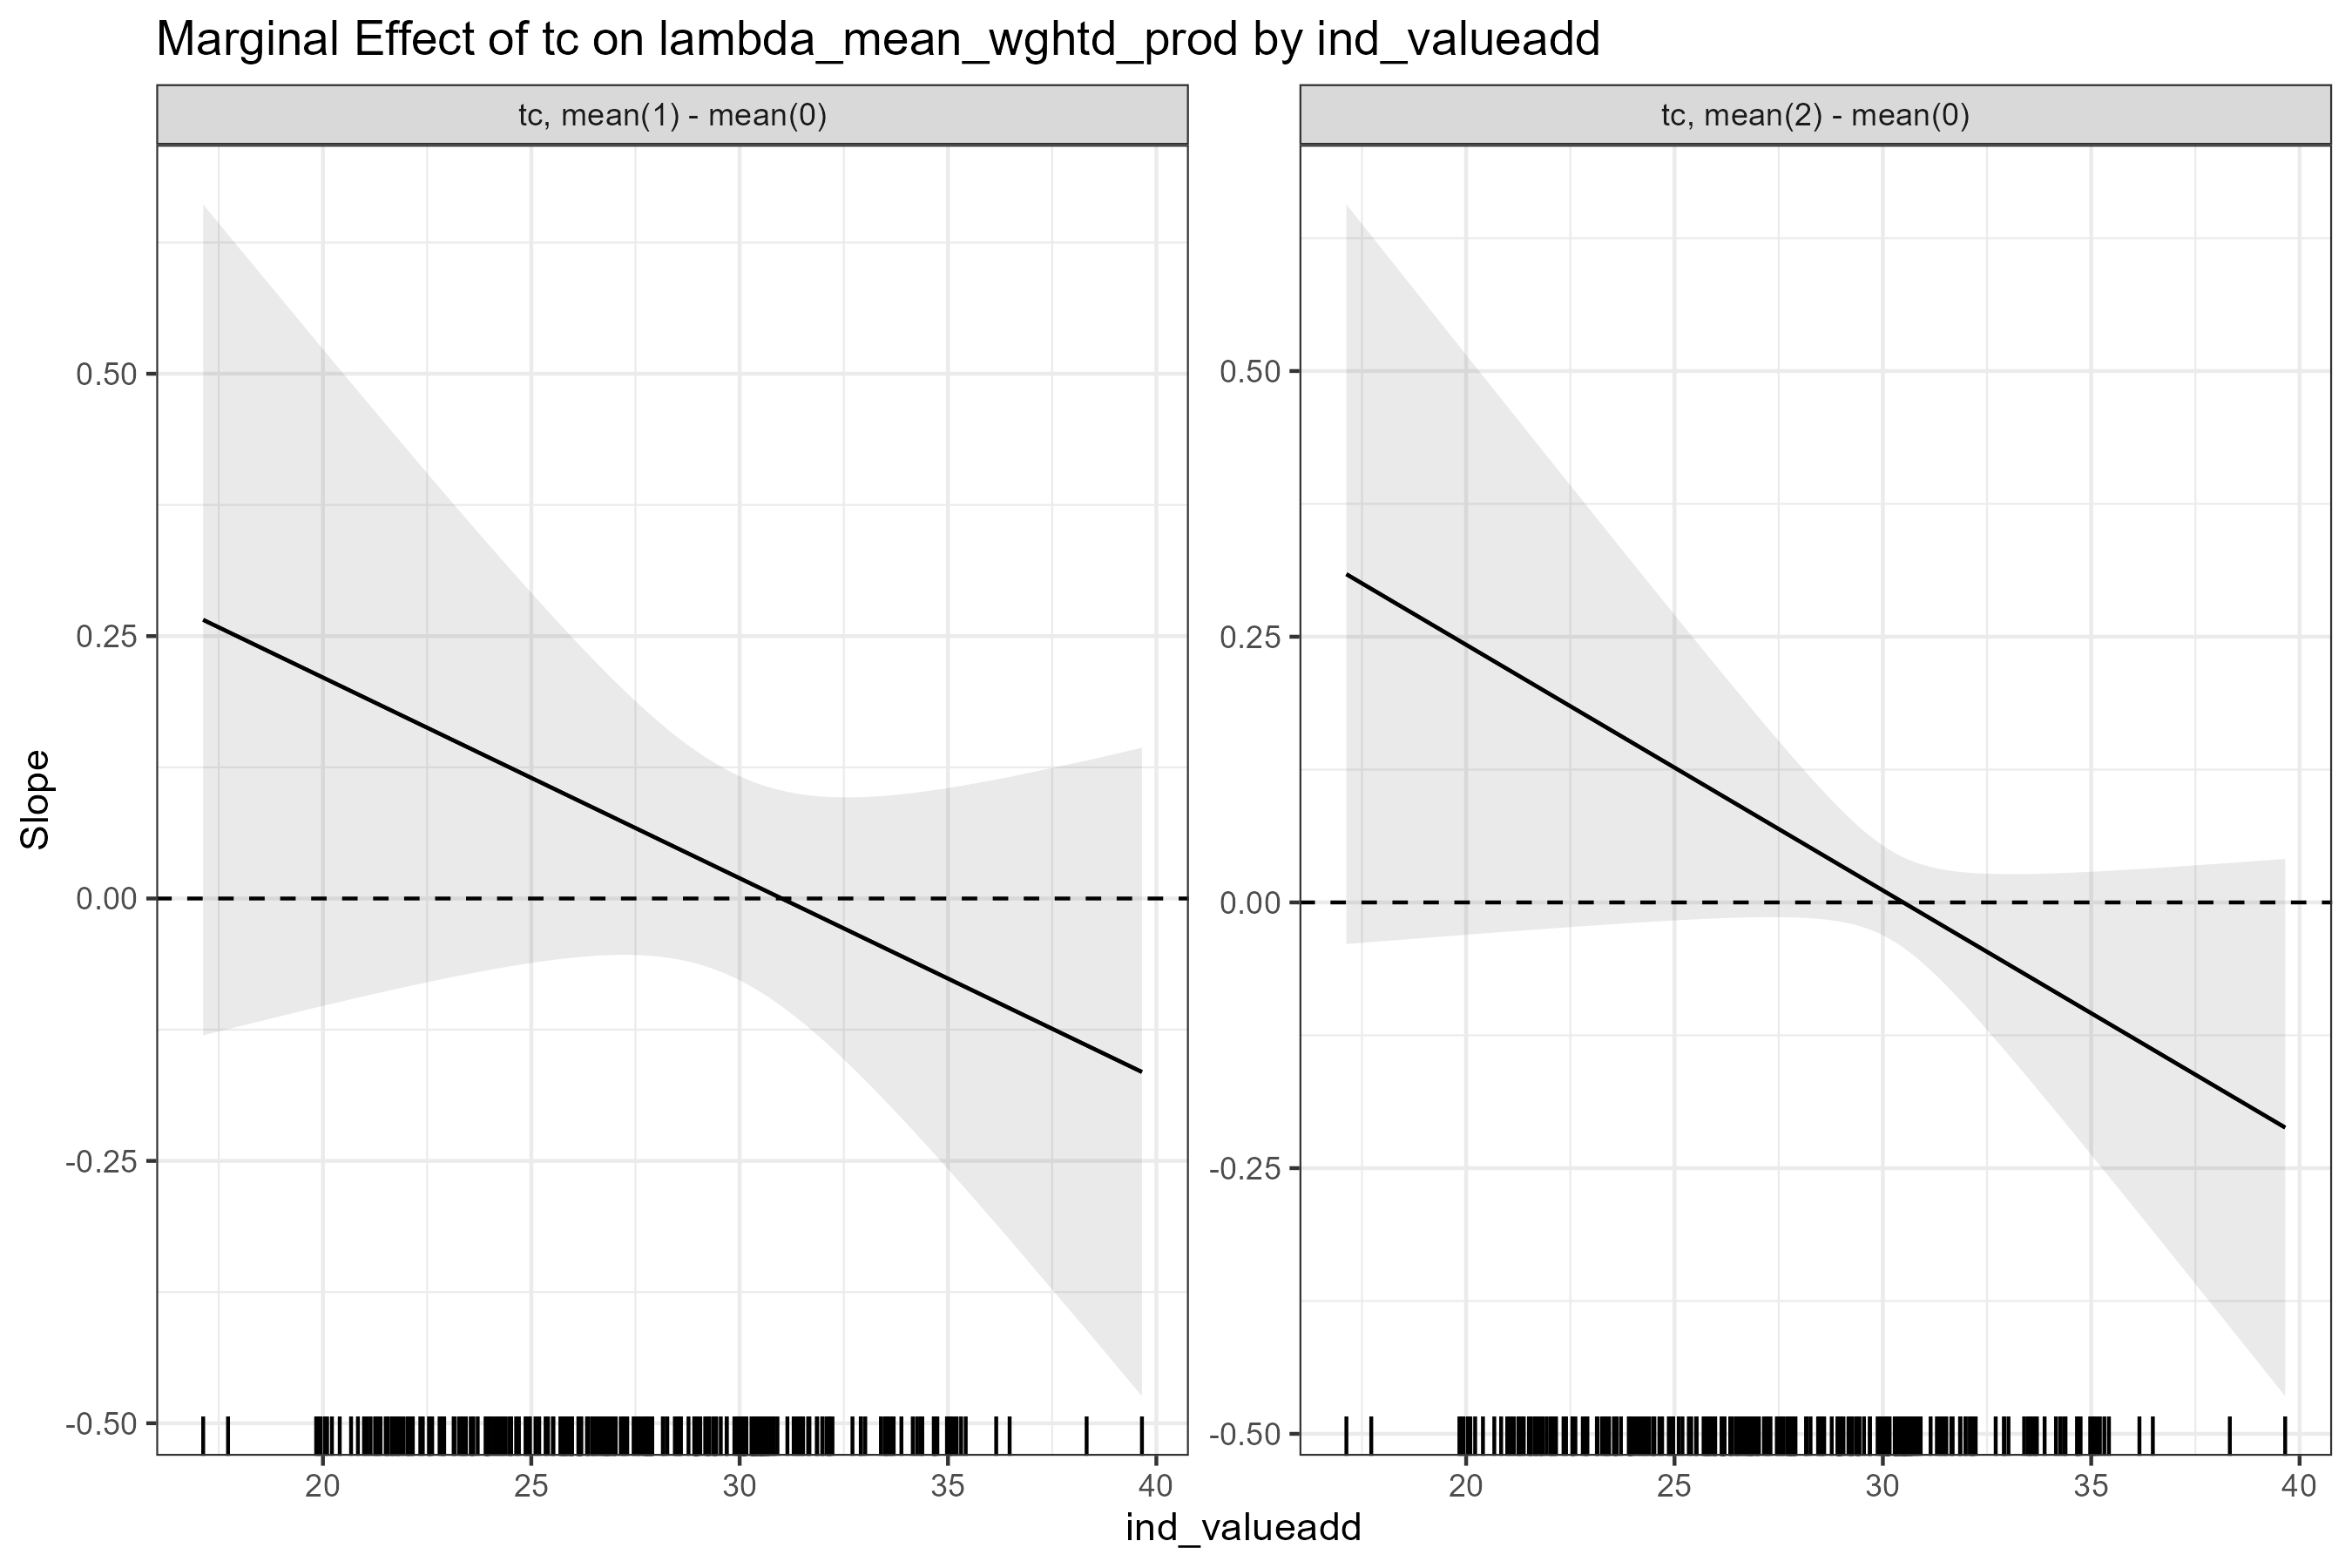 Marginal Effect of tc on lambda_mean_wghtd_prod by ind_valueadd
tc, mean(1) - mean(0)
tc, mean(2) - mean(0)
Slope
0.50
0.25
0.00
-0.25
-0.50
0.50
0.25
0.00
-0.25
-0.50
20 25 30 35 40
20 25 30 35 40
ind_valueadd